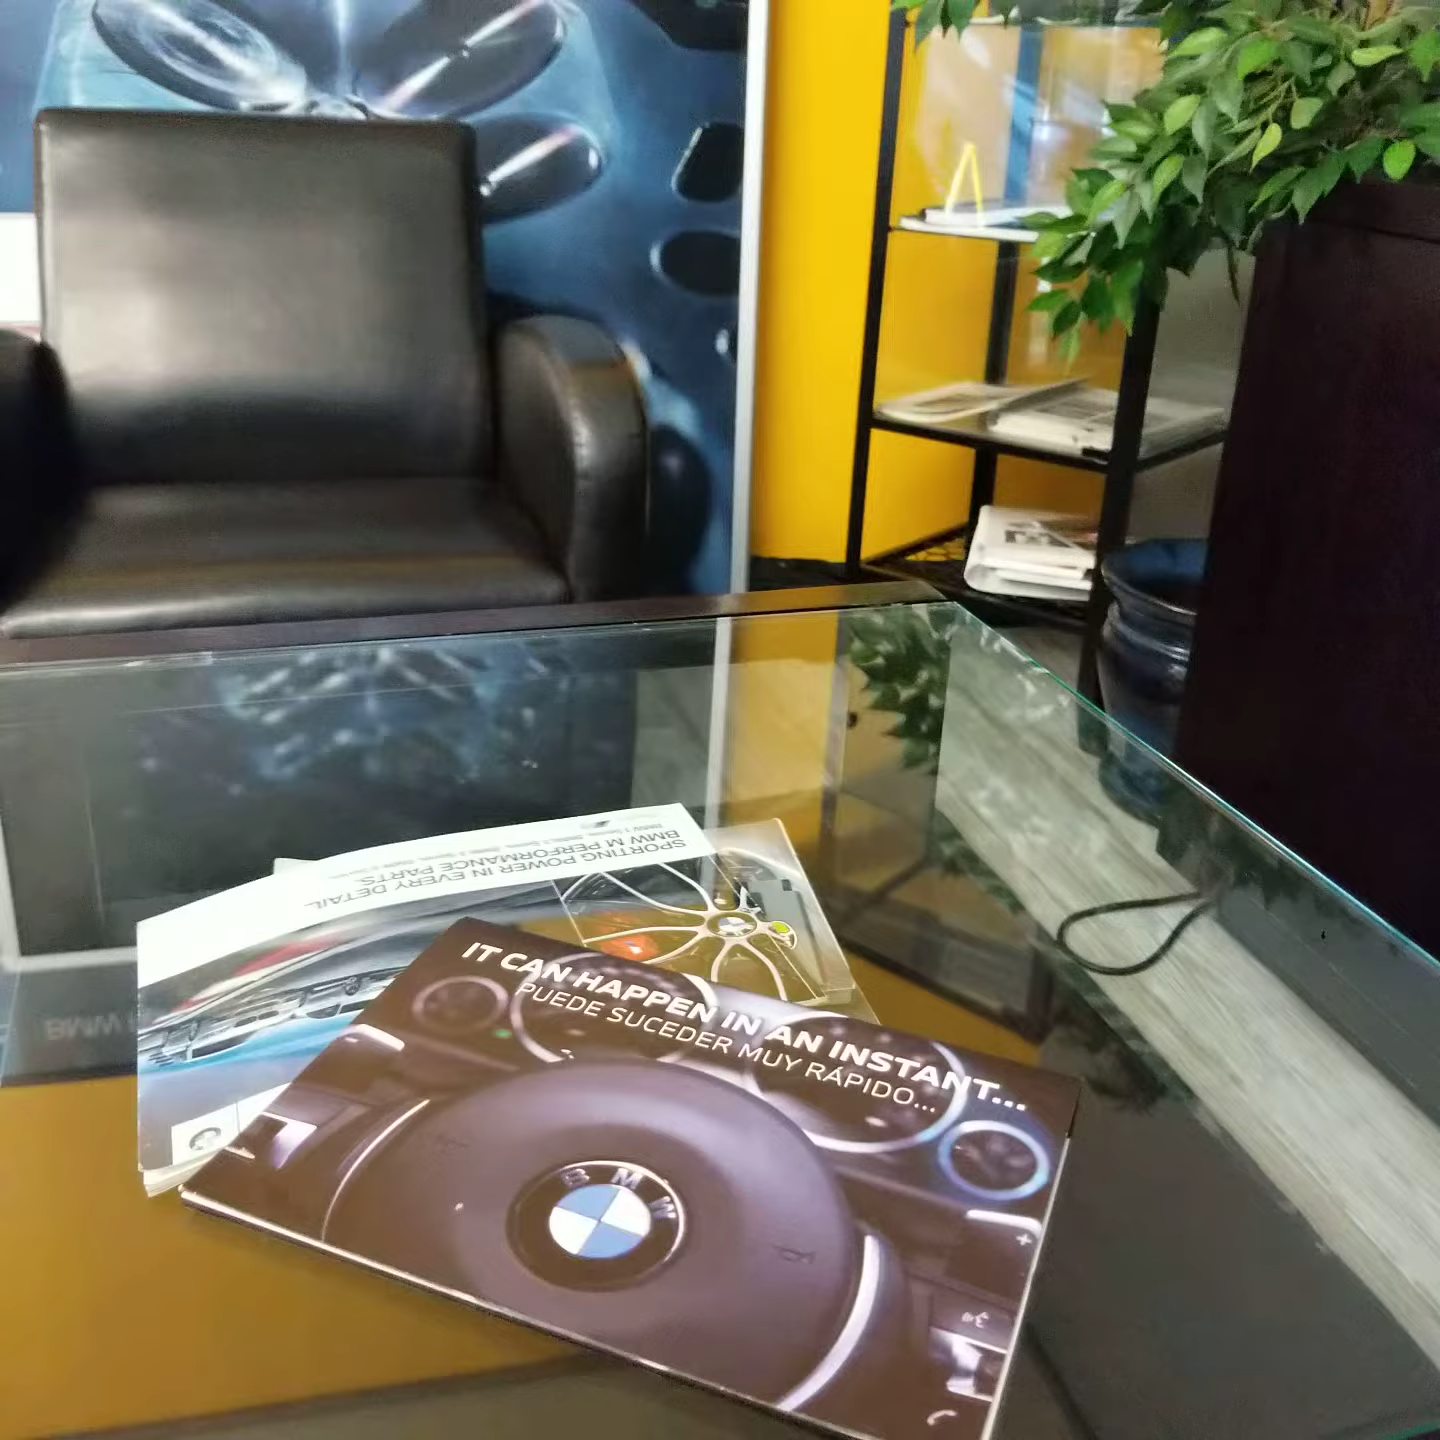 SPORTING POWER IN EVERY DETAIL.
BMW M PERFORMANCE PARTS.
IT CAN HAPPEN IN AN INSTANT...
PUEDE SUCEDER MUY RÁPIDO...
BMW